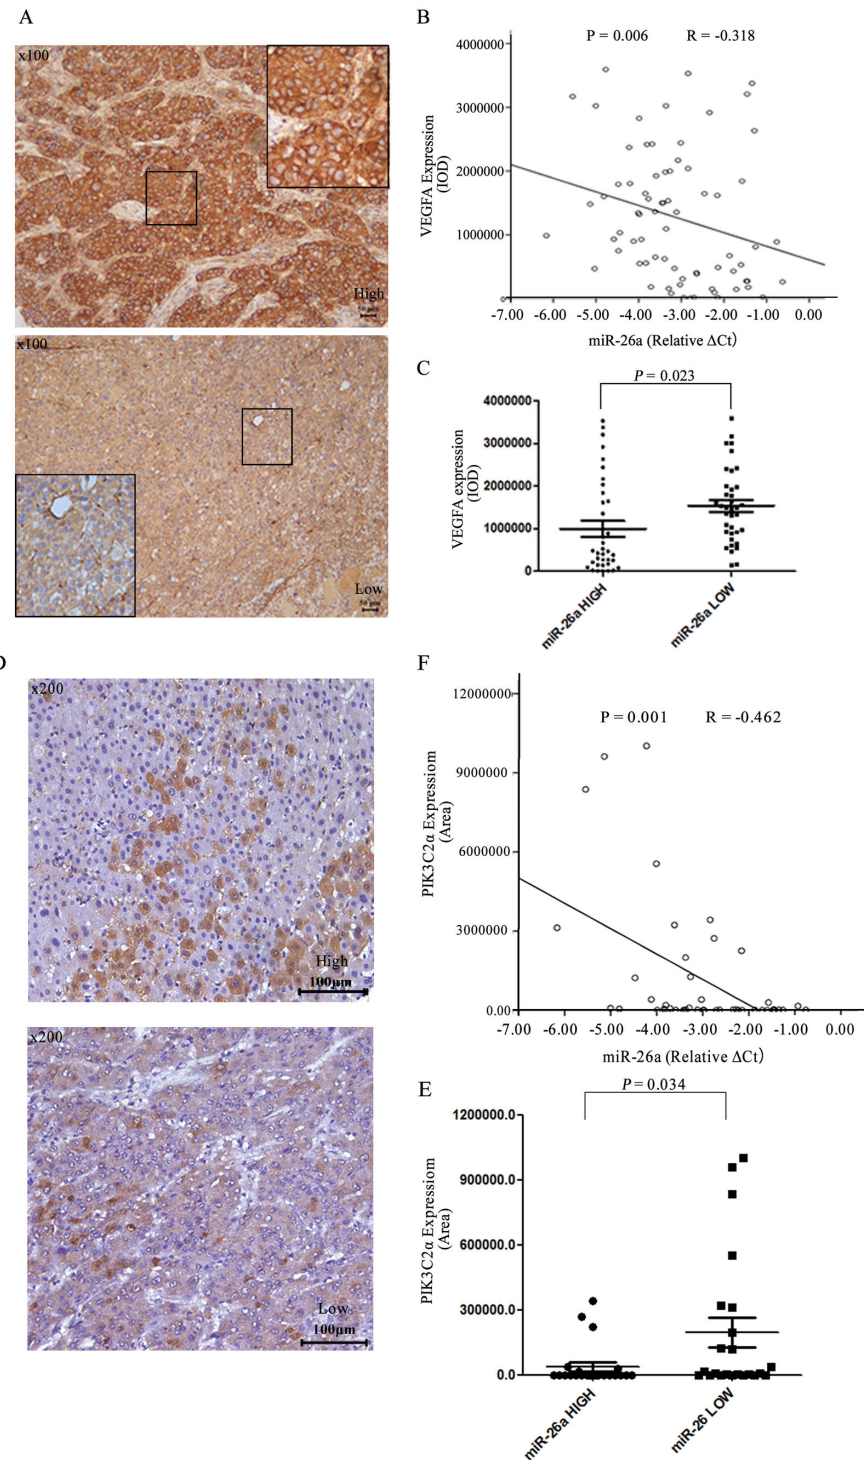 A
x100
High
50 µm
x100
Low
50 µm
B
P = 0.006 R = -0.318
4000000
3000000
2000000
1000000
0
VEGFA Expression
(IOD)
-7.00 -6.00 -5.00 -4.00 -3.00 -2.00 -1.00 0.00
miR-26a (Relative ΔCt)
C
P = 0.023
4000000
3000000
2000000
1000000
0
VEGFA expression
(IOD)
miR-26a HIGH
miR-26a LOW
D
x200
High
100µm
x200
Low
100µm
F
P = 0.001 R = -0.462
12000000
9000000
6000000
3000000
0.00
PIK3C2α Expressiom
(Area)
-7.00 -6.00 -5.00 -4.00 -3.00 -2.00 -1.00 0.00
miR-26a (Relative ΔCt)
E
P = 0.034
1200000.0
900000.0
600000.0
300000.0
0.0
PIK3C2α Expressiom
(Area)
miR-26a HIGH
miR-26 LOW